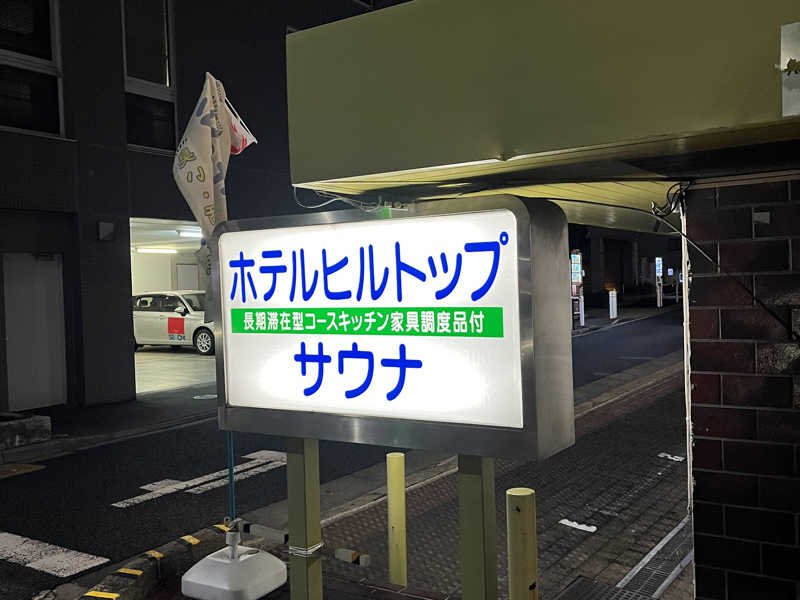 ホテルヒルトップ
長期滞在型コースキッチン家具調度品付
サウナ